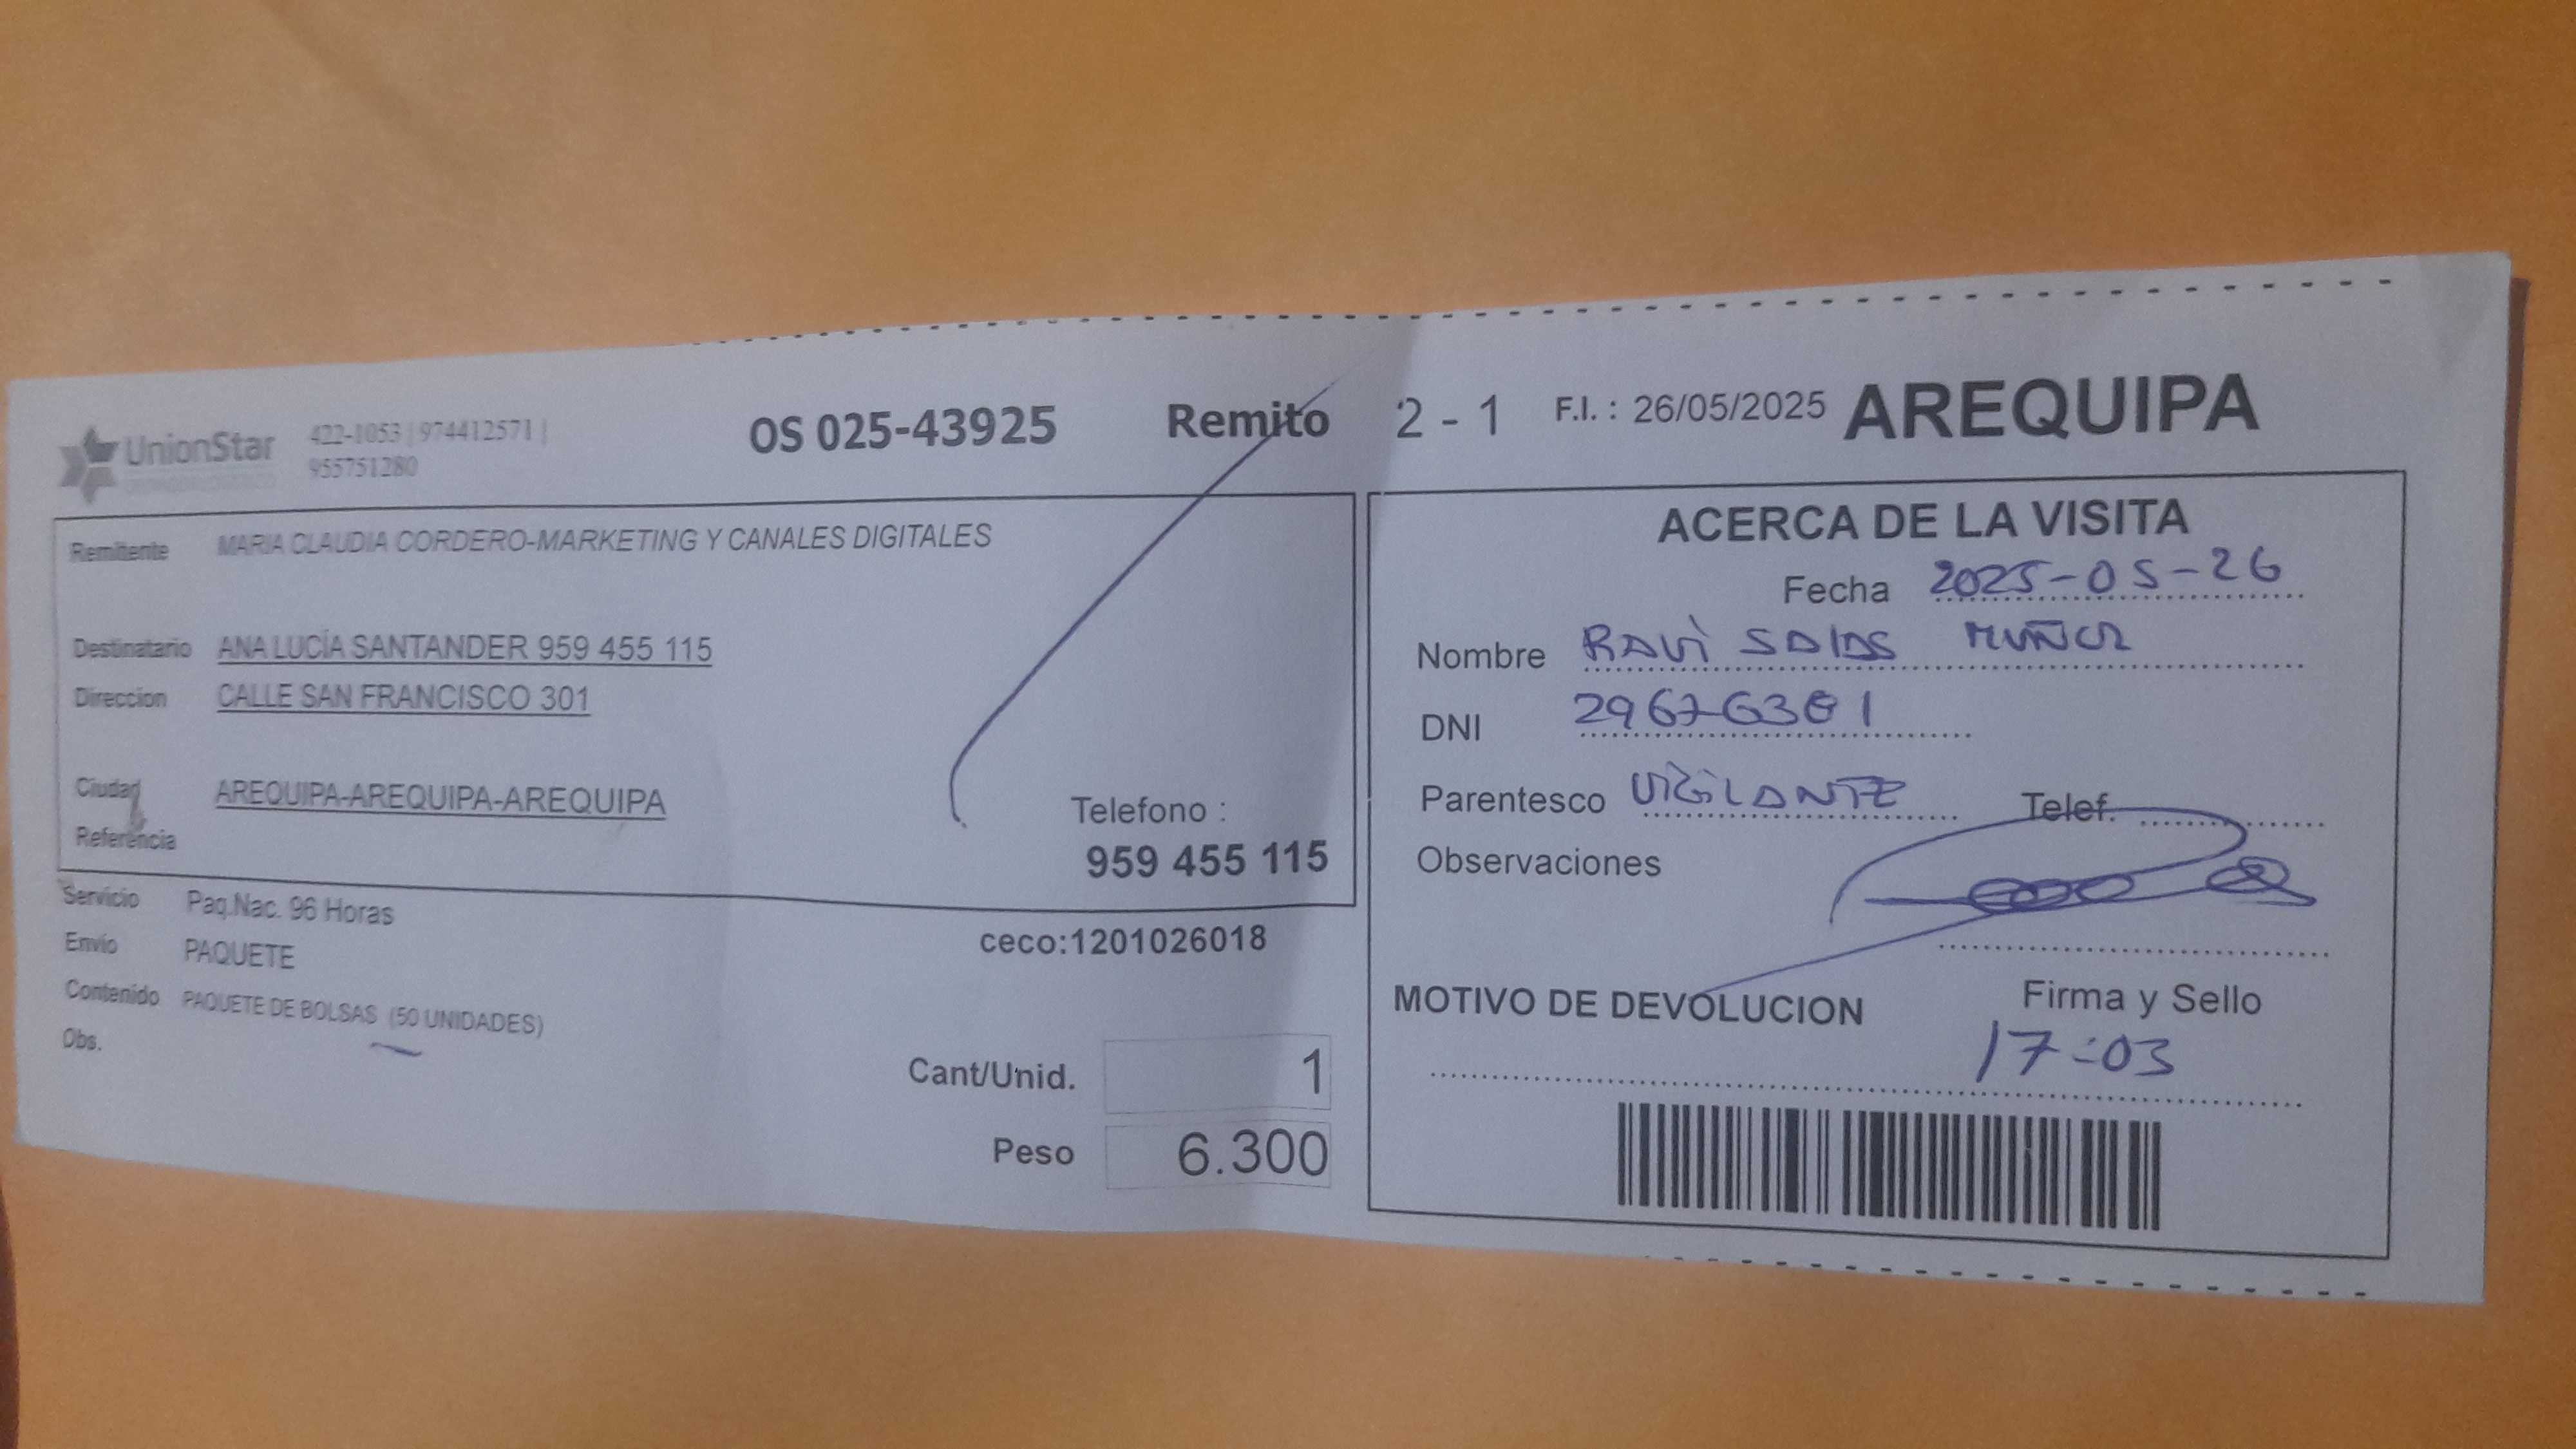 UnionStar 422-1053 | 974412571 |
955751280
OS 025-43925 Remito 2 - 1 F.I. : 26/05/2025 AREQUIPA
Remitente MARIA CLAUDIA CORDERO-MARKETING Y CANALES DIGITALES
Destinatario ANA LUCÍA SANTANDER 959 455 115
Direccion CALLE SAN FRANCISCO 301
Ciudad AREQUIPA-AREQUIPA-AREQUIPA
Referencia
Telefono :
959 455 115
Servicio Paq.Nac. 96 Horas
Envío PAQUETE
Contenido PAQUETE DE BOLSAS (50 UNIDADES)
Obs.
ceco:1201026018
Cant/Unid. 1
Peso 6.300
ACERCA DE LA VISITA
Fecha 2025-05-26
Nombre RAVÌ SALAS MUÑOZ
DNI
Parentesco VIGILANTE Telef.
Observaciones
MOTIVO DE DEVOLUCION
Firma y Sello
17:03